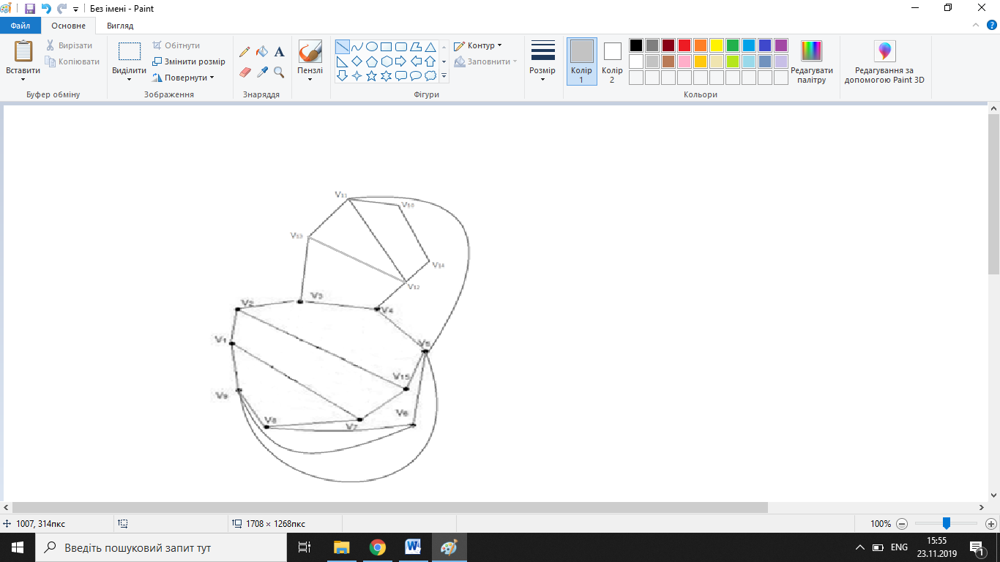 Без імені - Paint
Файл
Основне
Вигляд
Вставити
Вирізати
Копіювати
Буфер обміну
Виділити
Обітнути
Змінити розмір
Повернути
Зображення
A
Знаряддя
Пензлі
Контур
Заповнити
Фігури
Розмір
Колір
1
Колір
2
Редагувати
палітру
Кольори
Редагування за
допомогою Paint 3D
V11
V10
V13
V14
V12
V3
V2
V4
V1
V15
V9
V6
V8
V7
1007, 314пкс
1708 × 1268пкс
100%
Введіть пошуковий запит тут
ENG
15:55
23.11.2019
1